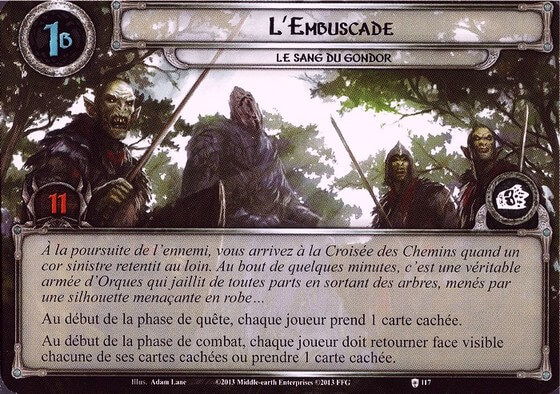 1B
L'EMBUSCADE
LE SANG DU GONDOR
11
À la poursuite de l'ennemi, vous arrivez à la Croisée des Chemins quand un
cor sinistre retentit au loin. Au bout de quelques minutes, c'est une véritable
armée d'Orques qui jaillit de toutes parts en sortant des arbres, menés par
une silhouette menaçante en robe…
Au début de la phase de quête, chaque joueur prend 1 carte cachée.
Au début de la phase de combat, chaque joueur doit retourner face visible
chacune de ses cartes cachées ou prendre 1 carte cachée.
Illus. Adam Lane ©2013 Middle-earth Enterprises ©2013 FFG 117